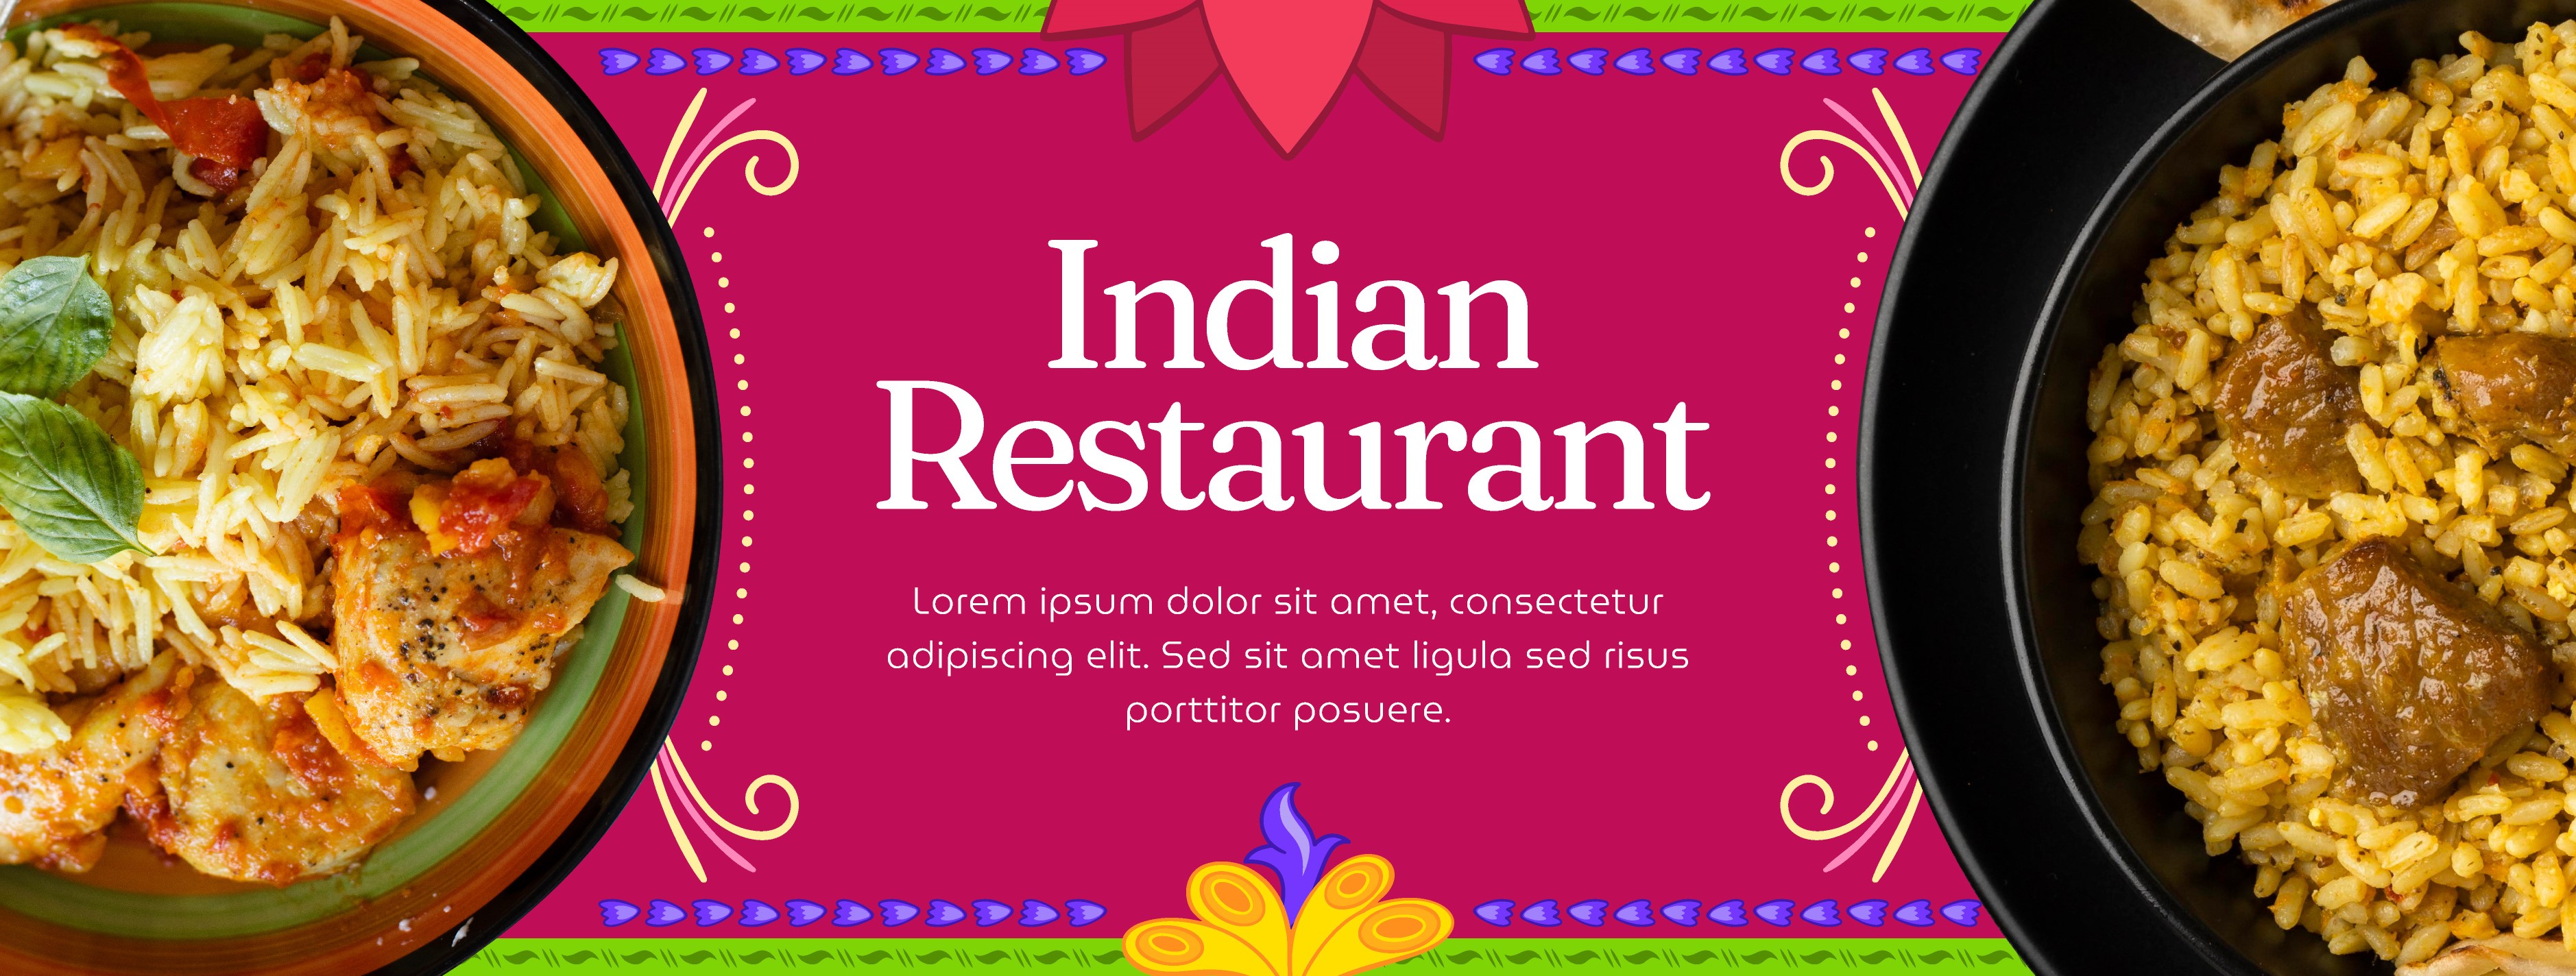 Indian
Restaurant
Lorem ipsum dolor sit amet, consectetur
adipiscing elit. Sed sit amet ligula sed risus
porttitor posuere.